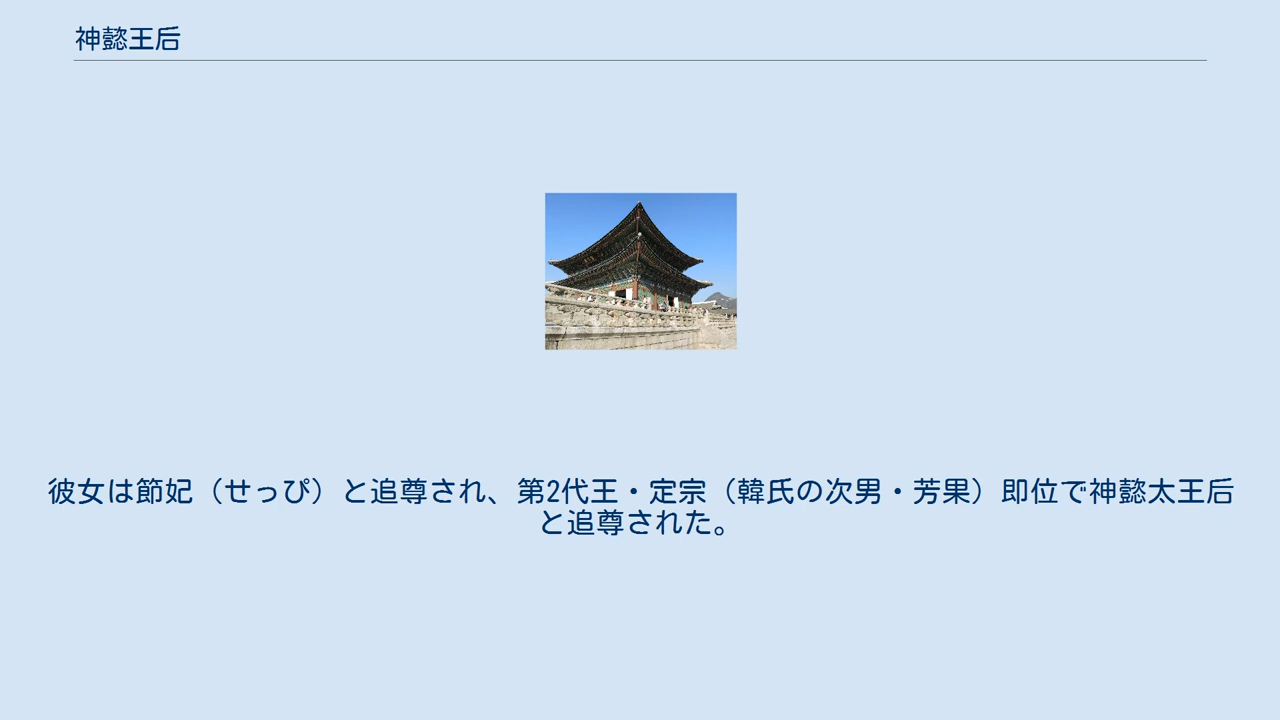 神懿王后
彼女は節妃（せっぴ）と追尊され、第2代王・定宗（韓氏の次男・芳果）即位で神懿太王后
と追尊された。